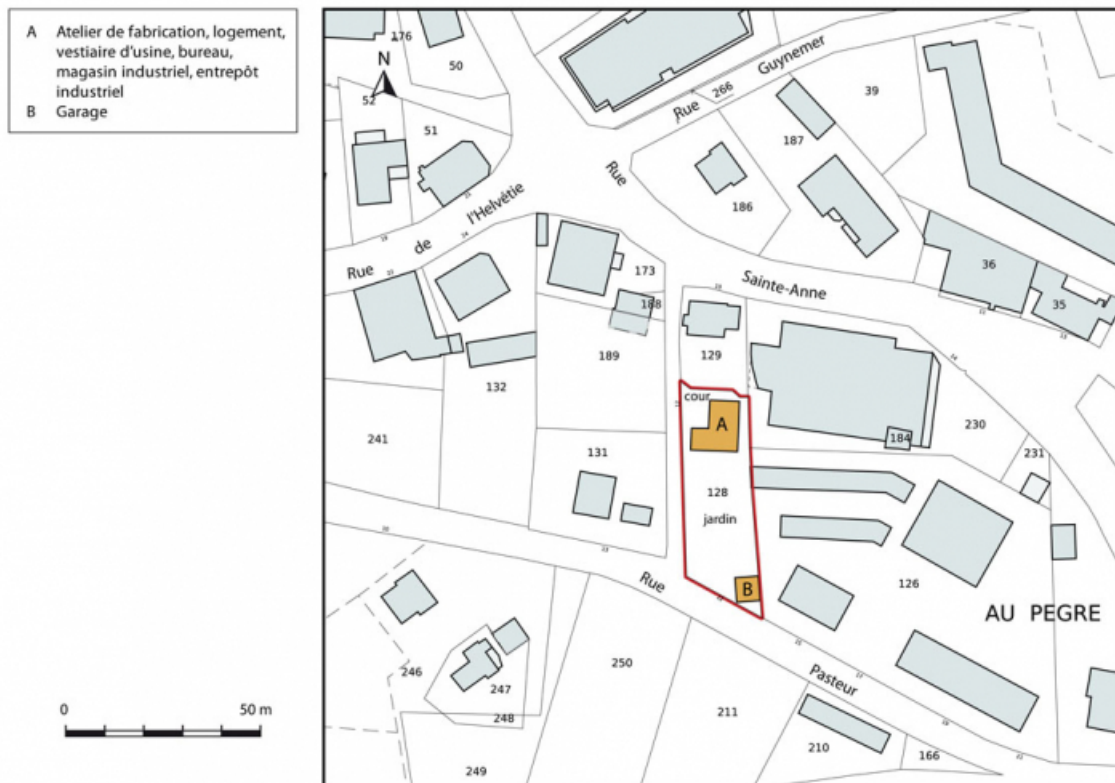 A Atelier de fabrication, logement,
vestiaire d'usine, bureau,
magasin industriel, entrepôt
industriel
B Garage
176
50
N
Guynemer
39
266
Rue
52
51
187
Rue
186
l'Helvétie
de
Rue
36
173
Sainte-Anne
188
35
129
189
132
cour
A
230
184
241
131
231
128
jardin
B
Rue
126
AU PEGRE
246
250
247
Pasteur
248
211
210
166
249
0 50 m